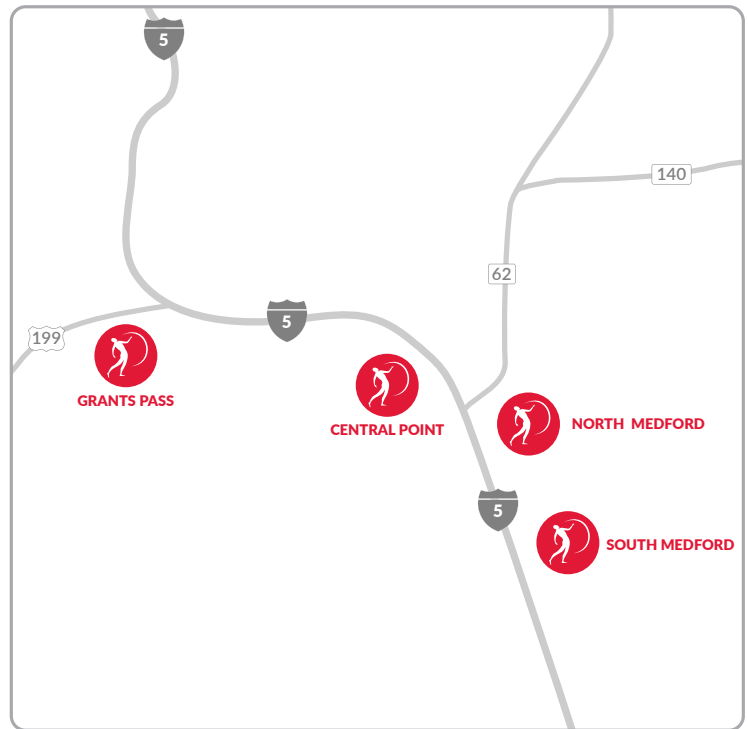 5
140
62
5
199
GRANTS PASS
CENTRAL POINT
NORTH MEDFORD
5
SOUTH MEDFORD